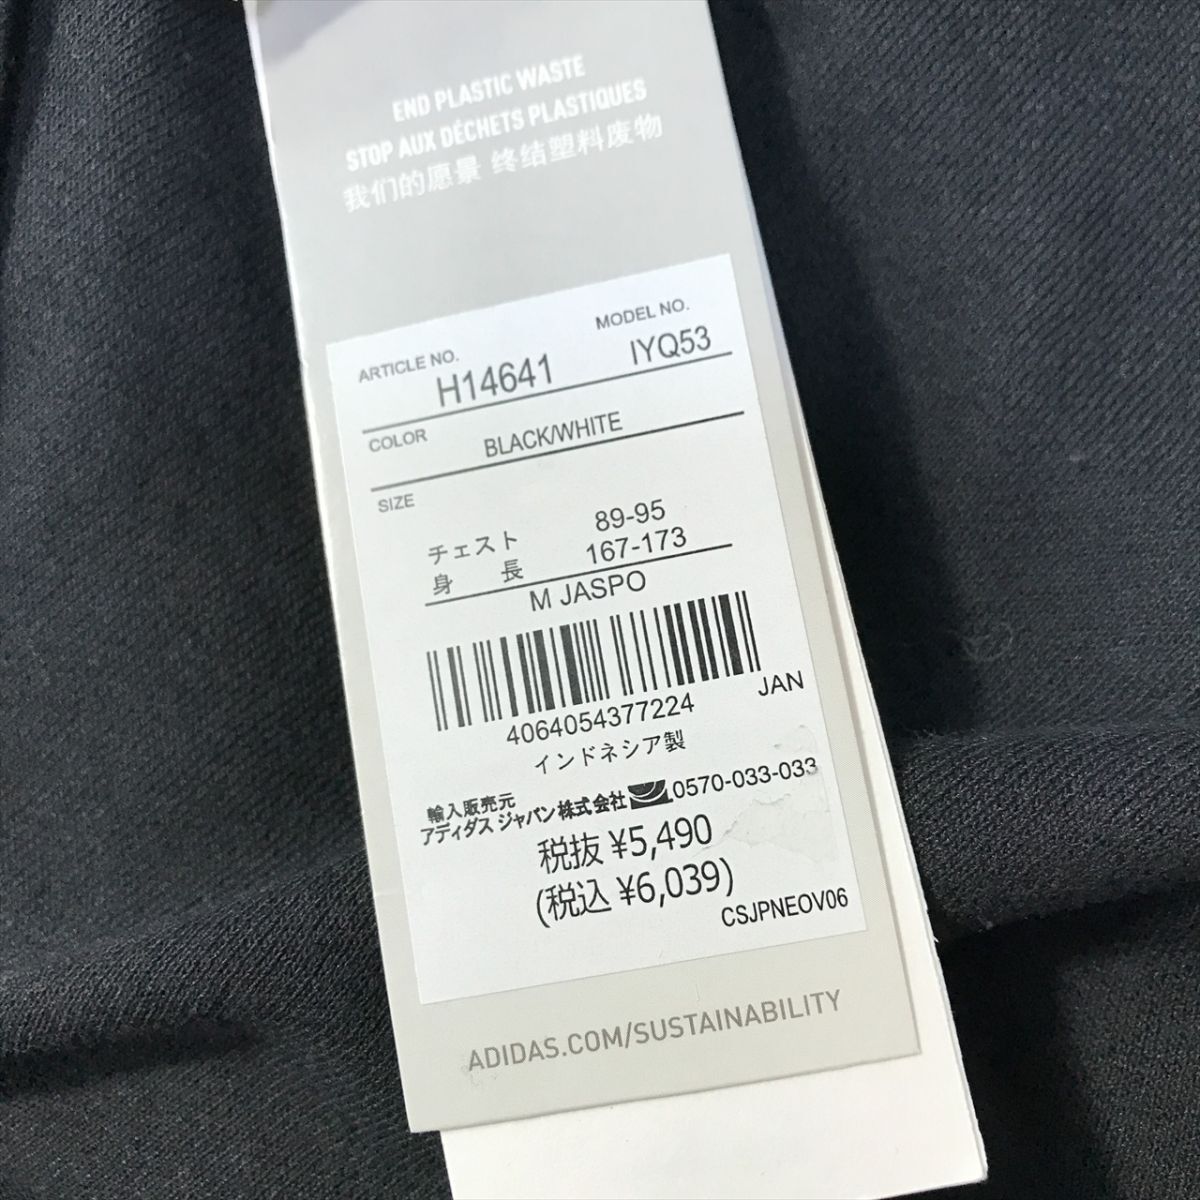 END PLASTIC WASTE
STOP AUX DÉCHETS PLASTIQUES
我们的愿景 终结塑料废物
ARTICLE NO. MODEL NO.
H14641 IYQ53
COLOR BLACK/WHITE
SIZE
チェスト 89-95
身 長 167-173
M JASPO
4064054377224 JAN
インドネシア製
輸入販売元
アディダス ジャパン株式会社 0570-033-033
税抜 ¥5,490
(税込 ¥6,039)
CSJPNEOV06
ADIDAS.COM/SUSTAINABILITY